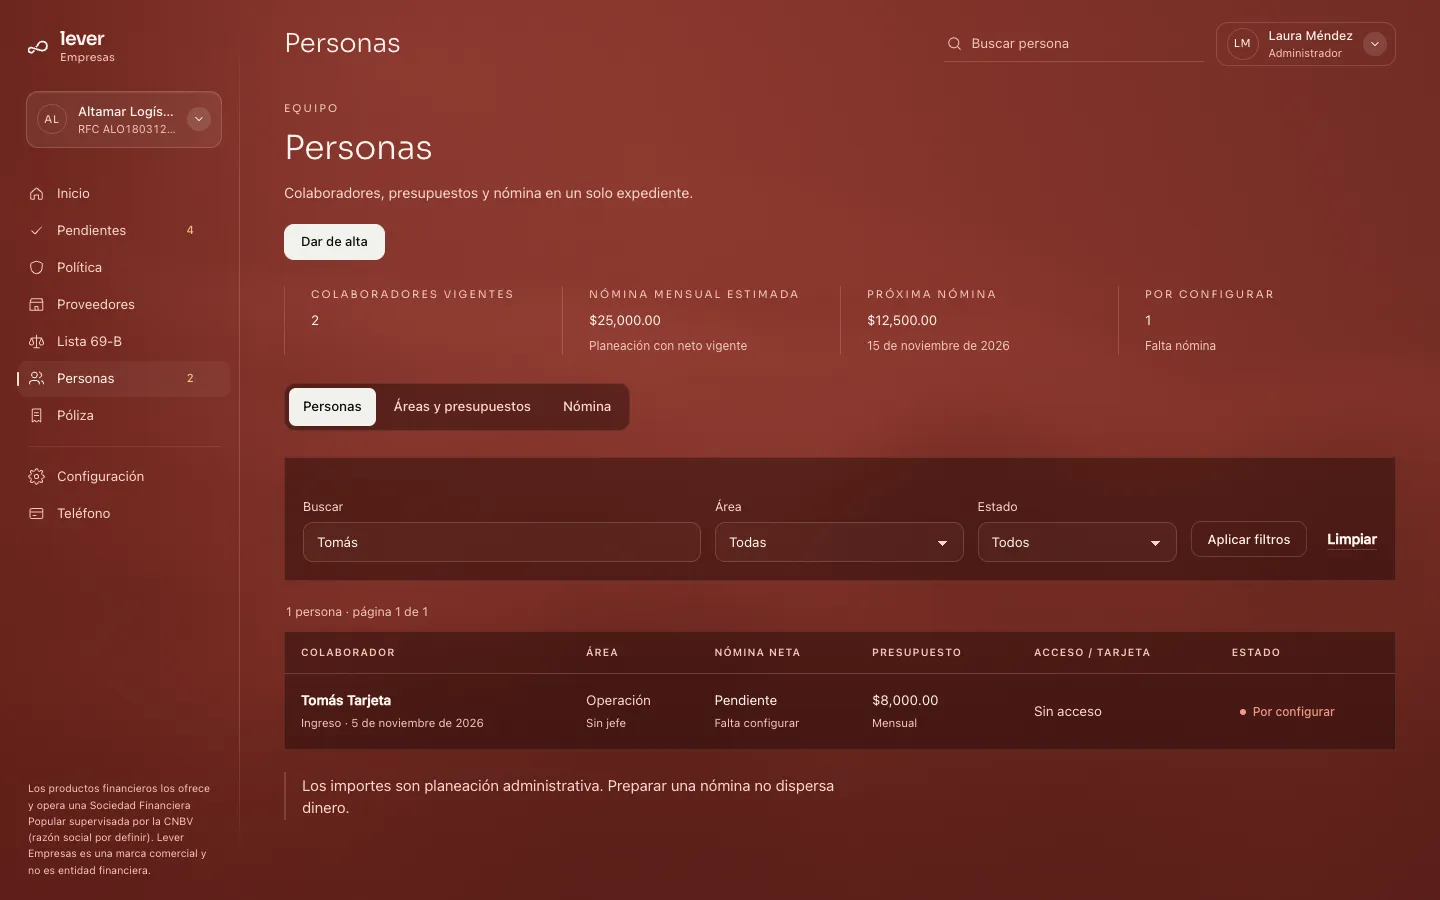 lever
Empresas
AL
Altamar Logís...
RFC ALO180312...
Inicio
Pendientes 4
Política
Proveedores
Lista 69-B
Personas 2
Póliza
Configuración
Teléfono
Los productos financieros los ofrece
y opera una Sociedad Financiera
Popular supervisada por la CNBV
(razón social por definir). Lever
Empresas es una marca comercial y
no es entidad financiera.
Personas
Buscar persona
LM
Laura Méndez
Administrador
EQUIPO
Personas
Colaboradores, presupuestos y nómina en un solo expediente.
Dar de alta
COLABORADORES VIGENTES
2
NÓMINA MENSUAL ESTIMADA
$25,000.00
Planeación con neto vigente
PRÓXIMA NÓMINA
$12,500.00
15 de noviembre de 2026
POR CONFIGURAR
1
Falta nómina
Personas Áreas y presupuestos Nómina
Buscar Área Estado
Tomás Todas Todos Aplicar filtros Limpiar
1 persona · página 1 de 1
COLABORADOR ÁREA NÓMINA NETA PRESUPUESTO ACCESO / TARJETA ESTADO
Tomás Tarjeta Operación Pendiente $8,000.00 Sin acceso Por configurar
Ingreso · 5 de noviembre de 2026 Sin jefe Falta configurar Mensual
Los importes son planeación administrativa. Preparar una nómina no dispersa
dinero.